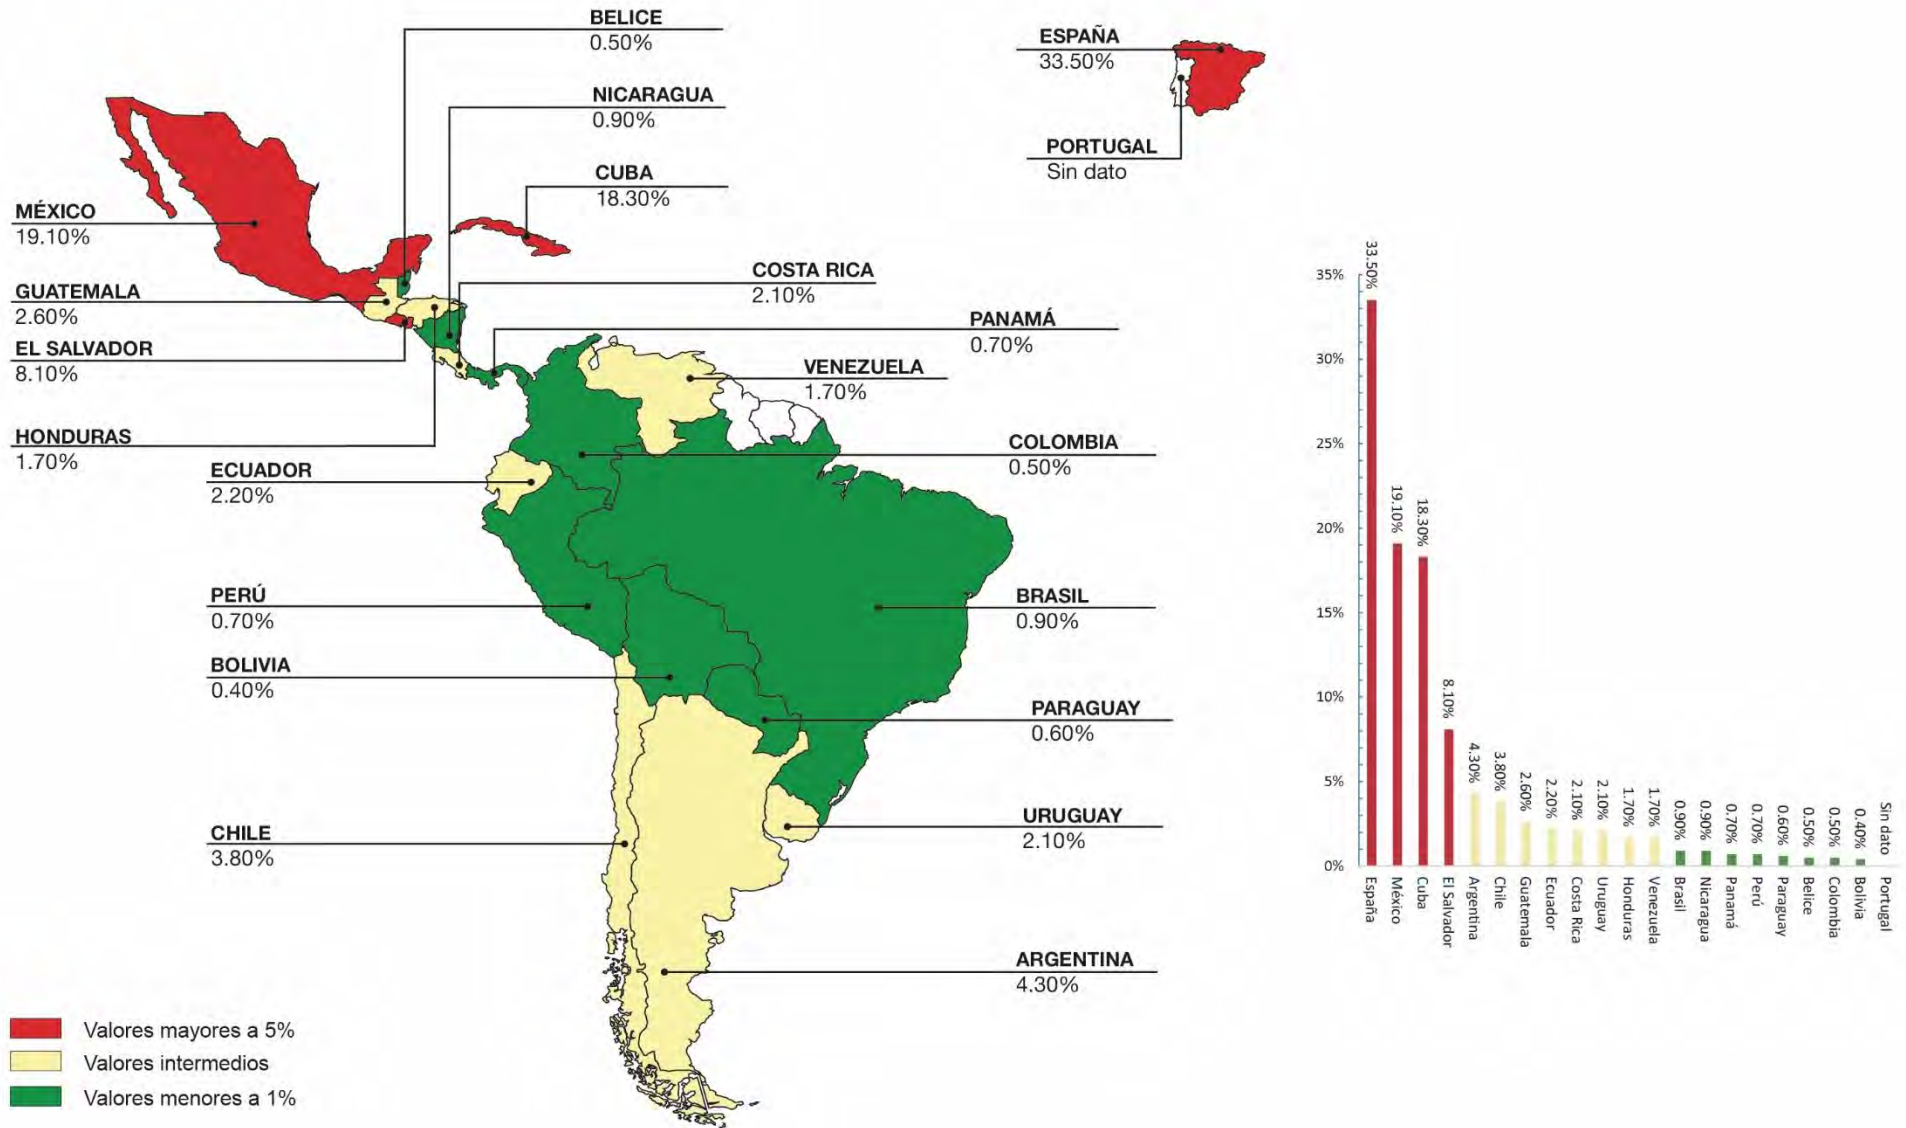 BELICE
0.50%
NICARAGUA
0.90%
CUBA
18.30%
MÉXICO
19.10%
GUATEMALA
2.60%
EL SALVADOR
8.10%
HONDURAS
1.70%
COSTA RICA
2.10%
PANAMÁ
0.70%
VENEZUELA
1.70%
COLOMBIA
0.50%
ECUADOR
2.20%
PERÚ
0.70%
BRASIL
0.90%
BOLIVIA
0.40%
PARAGUAY
0.60%
URUGUAY
2.10%
CHILE
3.80%
ARGENTINA
4.30%
ESPAÑA
33.50%
PORTUGAL
Sin dato
Valores mayores a 5%
Valores intermedios
Valores menores a 1%
35%
30%
25%
20%
15%
10%
5%
0%
33.50%
19.10%
18.30%
8.10%
4.30%
3.80%
2.60%
2.20%
2.10%
2.10%
1.70%
1.70%
0.90%
0.90%
0.70%
0.70%
0.60%
0.50%
0.50%
0.40%
Sin dato
España
México
Cuba
El Salvador
Argentina
Chile
Guatemala
Ecuador
Costa Rica
Uruguay
Honduras
Venezuela
Brasil
Nicaragua
Panamá
Perú
Paraguay
Belice
Colombia
Bolivia
Portugal